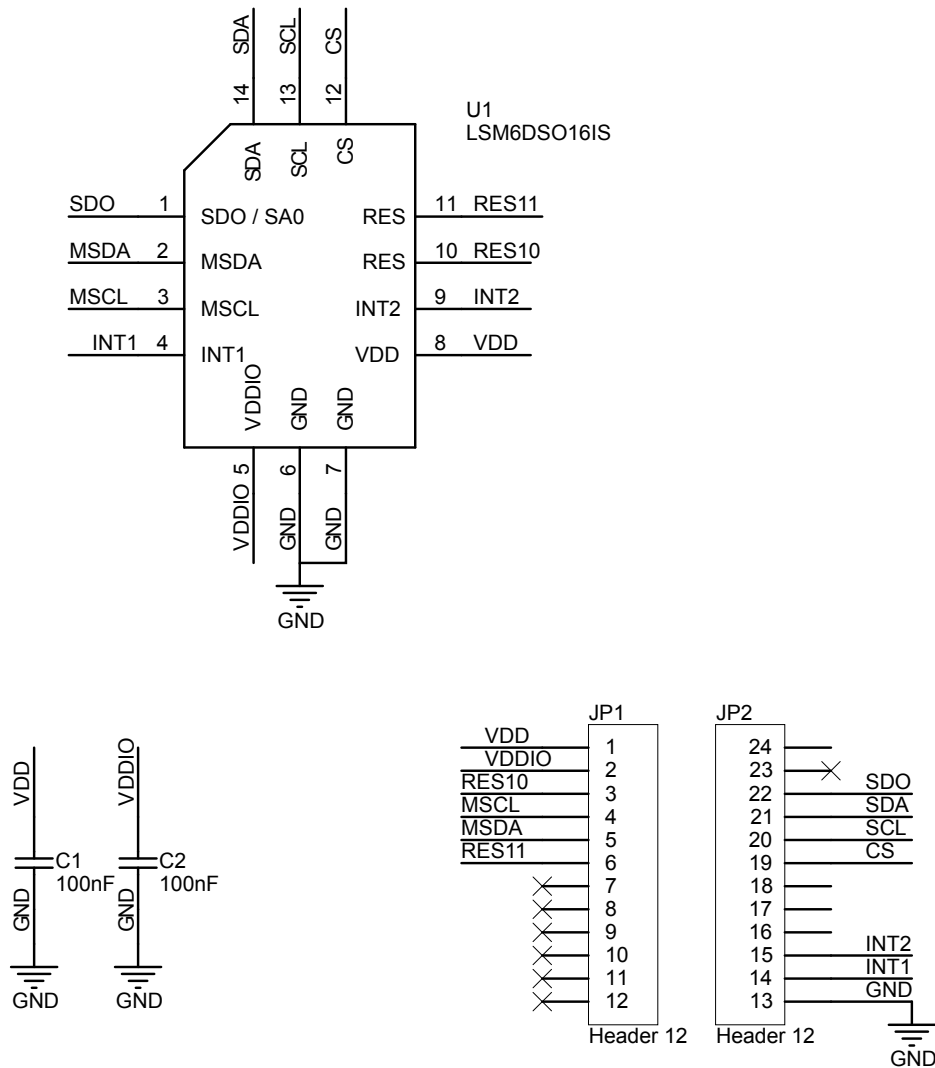 SDA
SCL
CS
14
13
12
U1
LSM6DSO16IS
SDA
SCL
CS
SDO 1 SDO / SA0 RES 11 RES11
MSDA 2 MSDA RES 10 RES10
MSCL 3 MSCL INT2 9 INT2
INT1 4 INT1 VDD 8 VDD
VDDIO
GND
GND
5
6
7
VDDIO
GND
GND
GND
VDD
C1
100nF
GND
GND
VDDIO
C2
100nF
GND
GND
JP1
VDD 1
VDDIO 2
RES10 3
MSCL 4
MSDA 5
RES11 6
7
8
9
10
11
12
Header 12
JP2
24
23
22 SDO
21 SDA
20 SCL
19 CS
18
17
16
15 INT2
14 INT1
13 GND
Header 12
GND